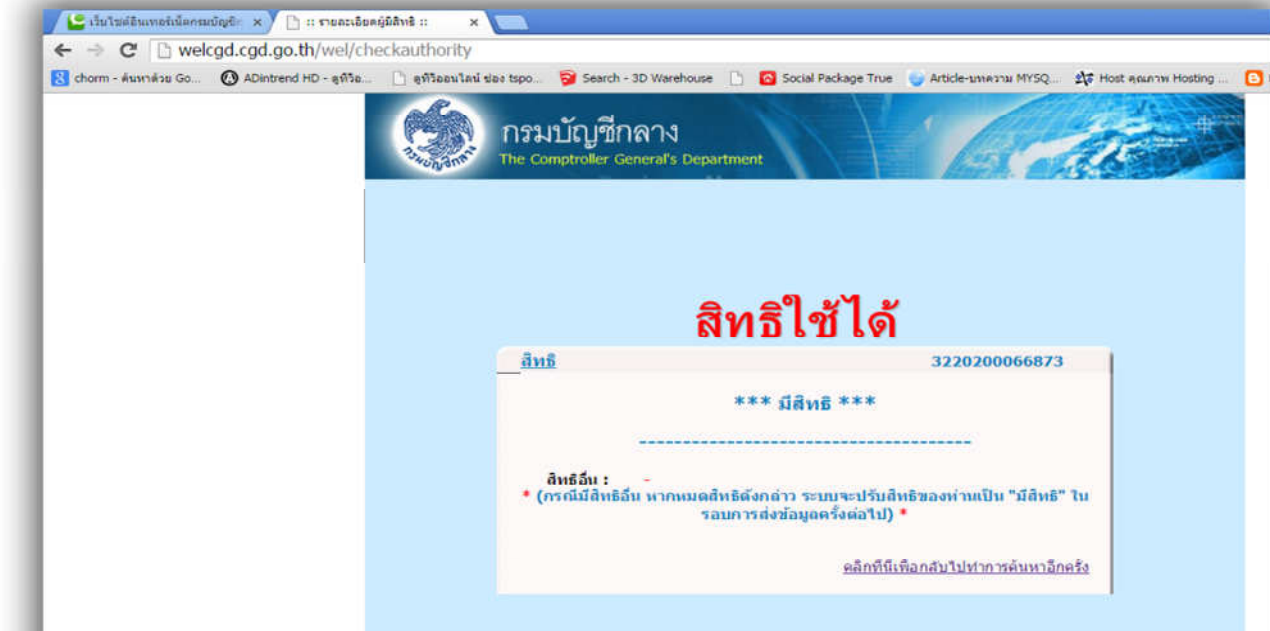 เว็บไซต์อินเทอร์เน็ตกรมบัญชีก
:: รายละเอียดผู้มีสิทธิ ::
welcgd.cgd.go.th/wel/checkauthority
chorm - ค้นหาด้วย Go...
ADintrend HD - ดูทีวีอ...
ดูทีวีออนไลน์ ช่อง tspo...
Search - 3D Warehouse
Social Package True
Article-บทความ MYSQ...
Host คุณภาพ Hosting ...
กรมบัญชีกลาง
กรมบัญชีกลาง
The Comptroller General's Department
สิทธิใช้ได้
สิทธิ 3220200066873
*** มีสิทธิ ***
--------------------------------------
สิทธิอื่น : -
* (กรณีมีสิทธิอื่น หากหมดสิทธิดังกล่าว ระบบจะปรับสิทธิของท่านเป็น "มีสิทธิ" ใน
รอบการส่งข้อมูลครั้งต่อไป) *
คลิกที่นี่เพื่อกลับไปทำการค้นหาอีกครั้ง